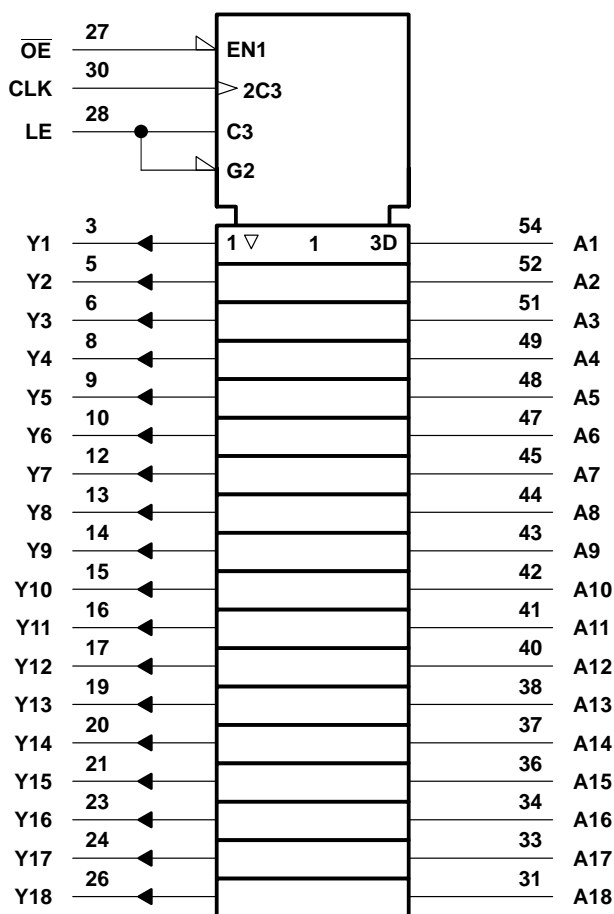 27
OE
EN1
30
CLK
2C3
28
LE
C3
G2
3
54
Y1
1 ▽ 1 3D
A1
5
52
Y2
A2
6
51
Y3
A3
8
49
Y4
A4
9
48
Y5
A5
10
47
Y6
A6
12
45
Y7
A7
13
44
Y8
A8
14
43
Y9
A9
15
42
Y10
A10
16
41
Y11
A11
17
40
Y12
A12
19
38
Y13
A13
20
37
Y14
A14
21
36
Y15
A15
23
34
Y16
A16
24
33
Y17
A17
26
31
Y18
A18